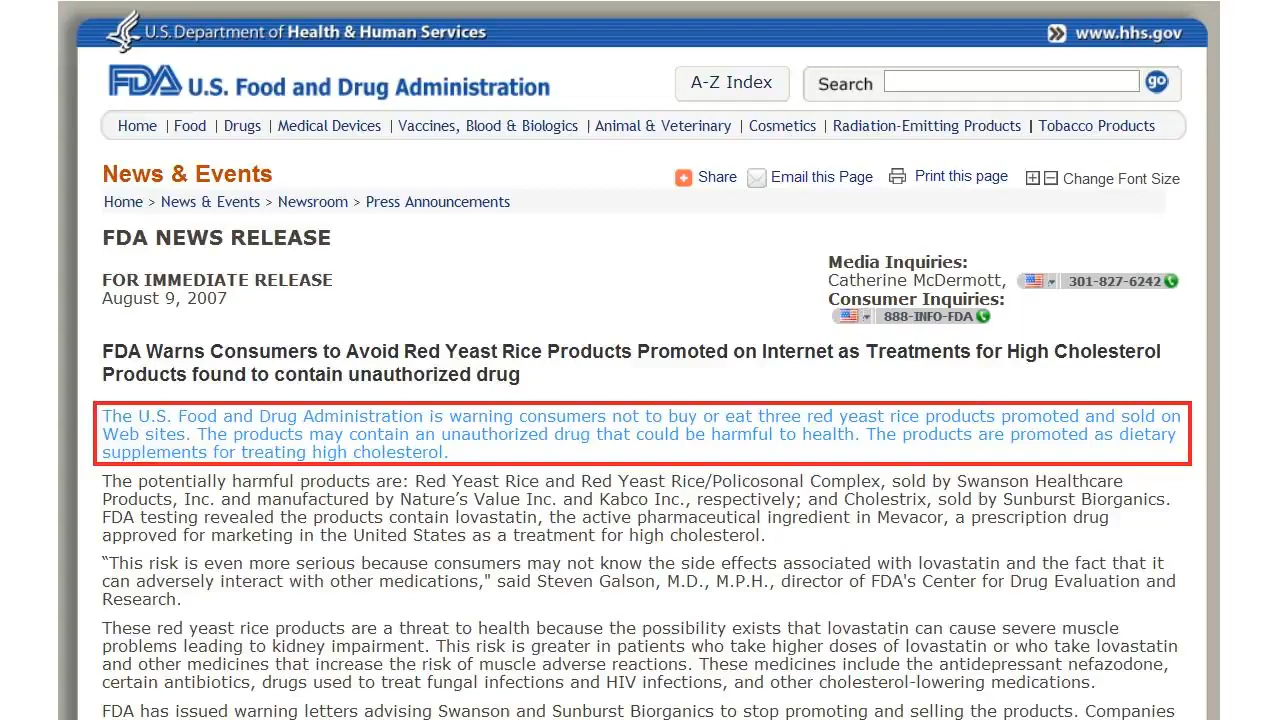 U.S. Department of Health & Human Services
www.hhs.gov
FDA U.S. Food and Drug Administration
A-Z Index
Search
go
Home | Food | Drugs | Medical Devices | Vaccines, Blood & Biologics | Animal & Veterinary | Cosmetics | Radiation-Emitting Products | Tobacco Products
News & Events
Share Email this Page Print this page Change Font Size
Home > News & Events > Newsroom > Press Announcements
FDA NEWS RELEASE
FOR IMMEDIATE RELEASE
August 9, 2007
Media Inquiries:
Catherine McDermott, 301-827-6242
Consumer Inquiries:
888-INFO-FDA
FDA Warns Consumers to Avoid Red Yeast Rice Products Promoted on Internet as Treatments for High Cholesterol
Products found to contain unauthorized drug
The U.S. Food and Drug Administration is warning consumers not to buy or eat three red yeast rice products promoted and sold on
Web sites. The products may contain an unauthorized drug that could be harmful to health. The products are promoted as dietary
supplements for treating high cholesterol.
The potentially harmful products are: Red Yeast Rice and Red Yeast Rice/Policosonal Complex, sold by Swanson Healthcare
Products, Inc. and manufactured by Nature’s Value Inc. and Kabco Inc., respectively; and Cholestrix, sold by Sunburst Biorganics.
FDA testing revealed the products contain lovastatin, the active pharmaceutical ingredient in Mevacor, a prescription drug
approved for marketing in the United States as a treatment for high cholesterol.
“This risk is even more serious because consumers may not know the side effects associated with lovastatin and the fact that it
can adversely interact with other medications," said Steven Galson, M.D., M.P.H., director of FDA's Center for Drug Evaluation and
Research.
These red yeast rice products are a threat to health because the possibility exists that lovastatin can cause severe muscle
problems leading to kidney impairment. This risk is greater in patients who take higher doses of lovastatin or who take lovastatin
and other medicines that increase the risk of muscle adverse reactions. These medicines include the antidepressant nefazodone,
certain antibiotics, drugs used to treat fungal infections and HIV infections, and other cholesterol-lowering medications.
FDA has issued warning letters advising Swanson and Sunburst Biorganics to stop promoting and selling the products. Companies